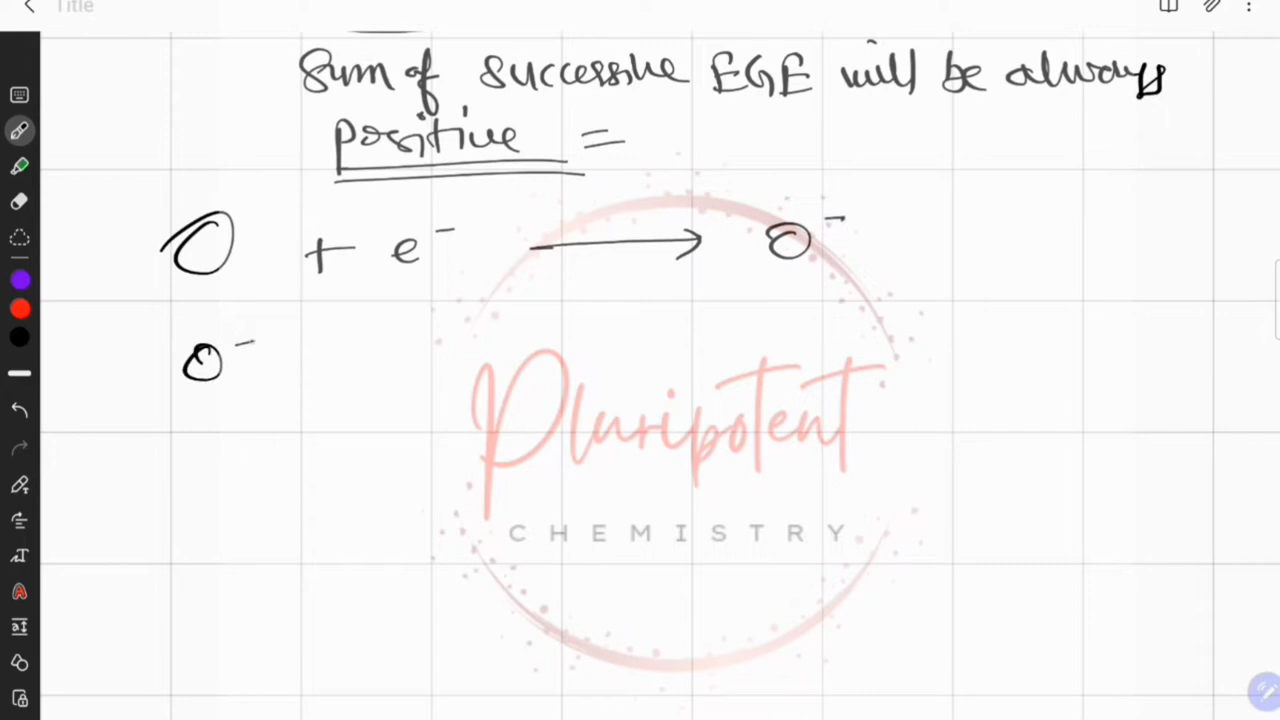 Title
Sum of successive EGE will be always
positive =
O + e⁻ ⟶ O⁻
O⁻
Pluripotent
CHEMISTRY